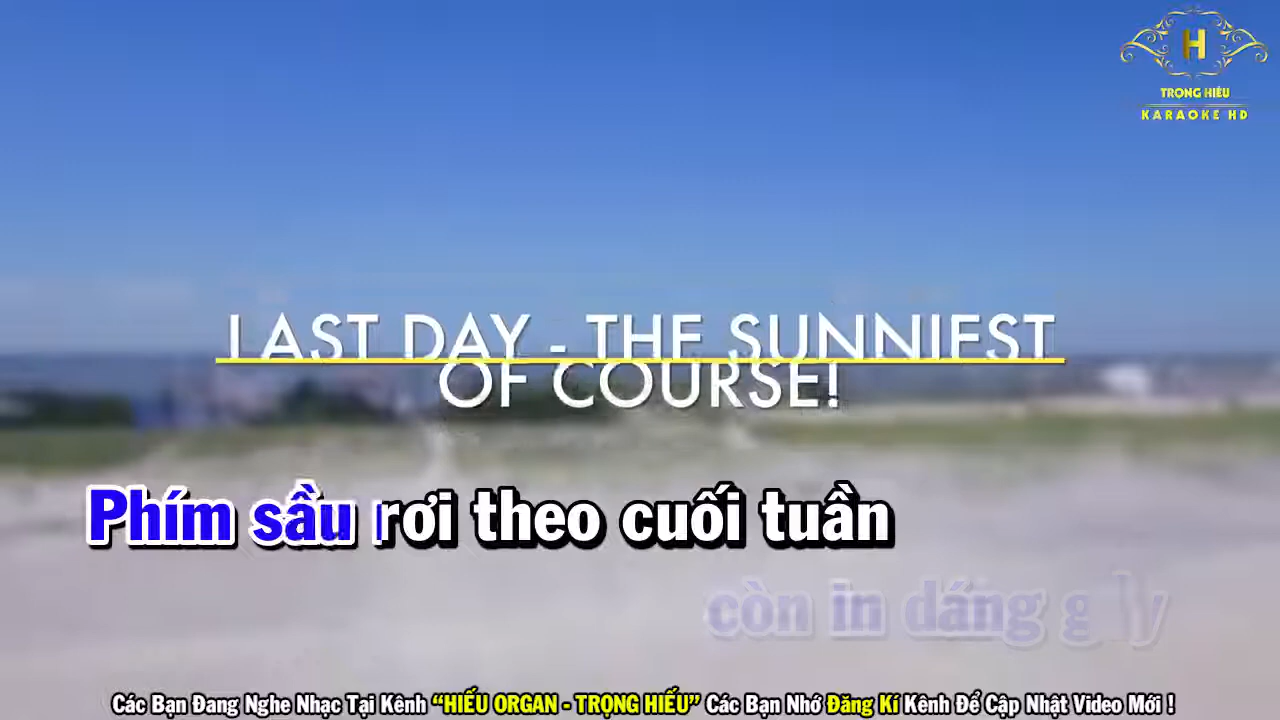 H
TRỌNG HIẾU
KARAOKE HD
LAST DAY - THE SUNNIEST
OF COURSE!
Phím sầu rơi theo cuối tuần
còn in dáng gầy
Các Bạn Đang Nghe Nhạc Tại Kênh “HIẾU ORGAN - TRỌNG HIẾU” Các Bạn Nhớ Đăng Kí Kênh Để Cập Nhật Video Mới !